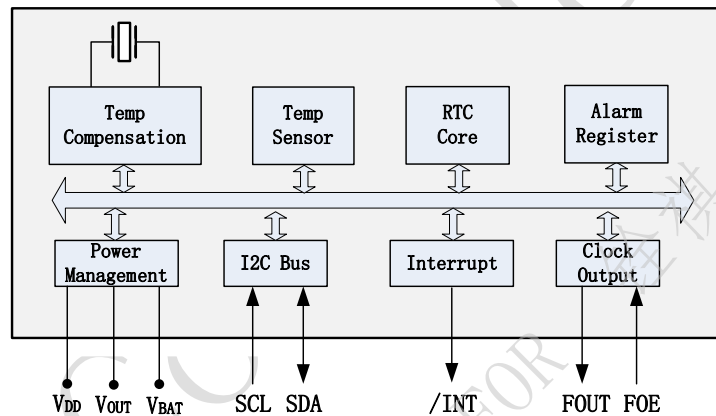 Temp
Compensation
Temp
Sensor
RTC
Core
Alarm
Register
Power
Management
I2C Bus
Interrupt
Clock
Output
VDD VOUT VBAT SCL SDA /INT FOUT FOE
FOR